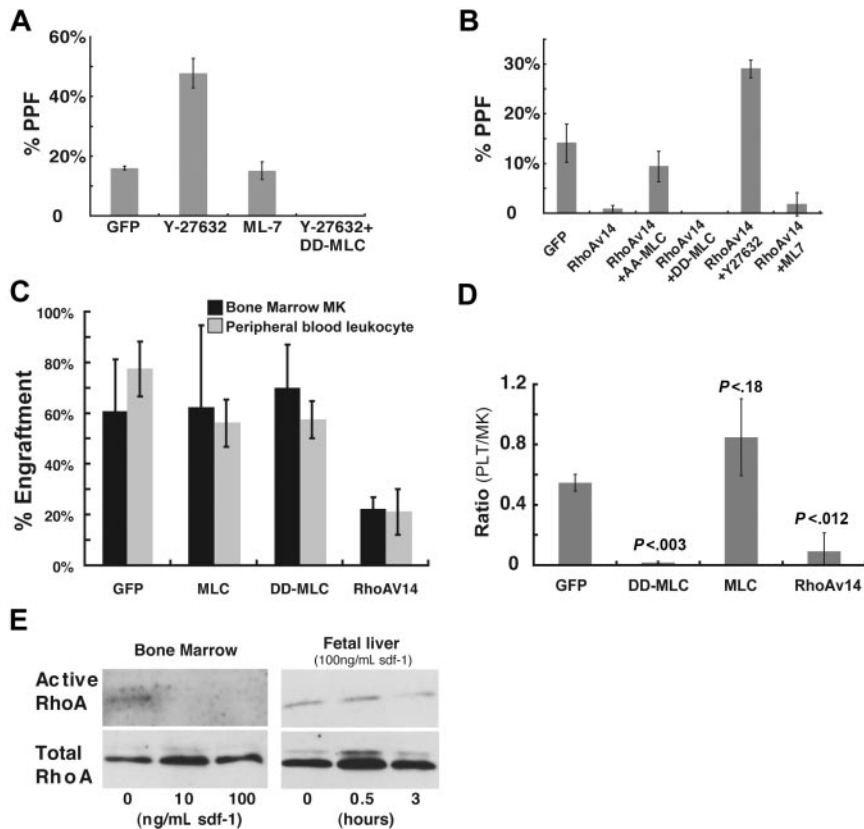 A
60%
40%
20%
0
% PPF
GFP
Y-27632
ML-7
Y-27632+
DD-MLC
B
30%
20%
10%
0
% PPF
GFP
RhoAv14
RhoAv14
+AA-MLC
RhoAv14
+DD-MLC
RhoAv14
+Y27632
RhoAv14
+ML7
C
Bone Marrow MK
Peripheral blood leukocyte
100%
80%
60%
40%
20%
0%
% Engraftment
GFP
MLC
DD-MLC
RhoAV14
D
1.2
0.6
0
Ratio (PLT/MK)
P<.003
P<.18
P<.012
GFP
DD-MLC
MLC
RhoAv14
E
Bone Marrow
Fetal liver
(100ng/mL sdf-1)
Active
RhoA
Total
RhoA
0
10
100
(ng/mL sdf-1)
0
0.5
3
(hours)